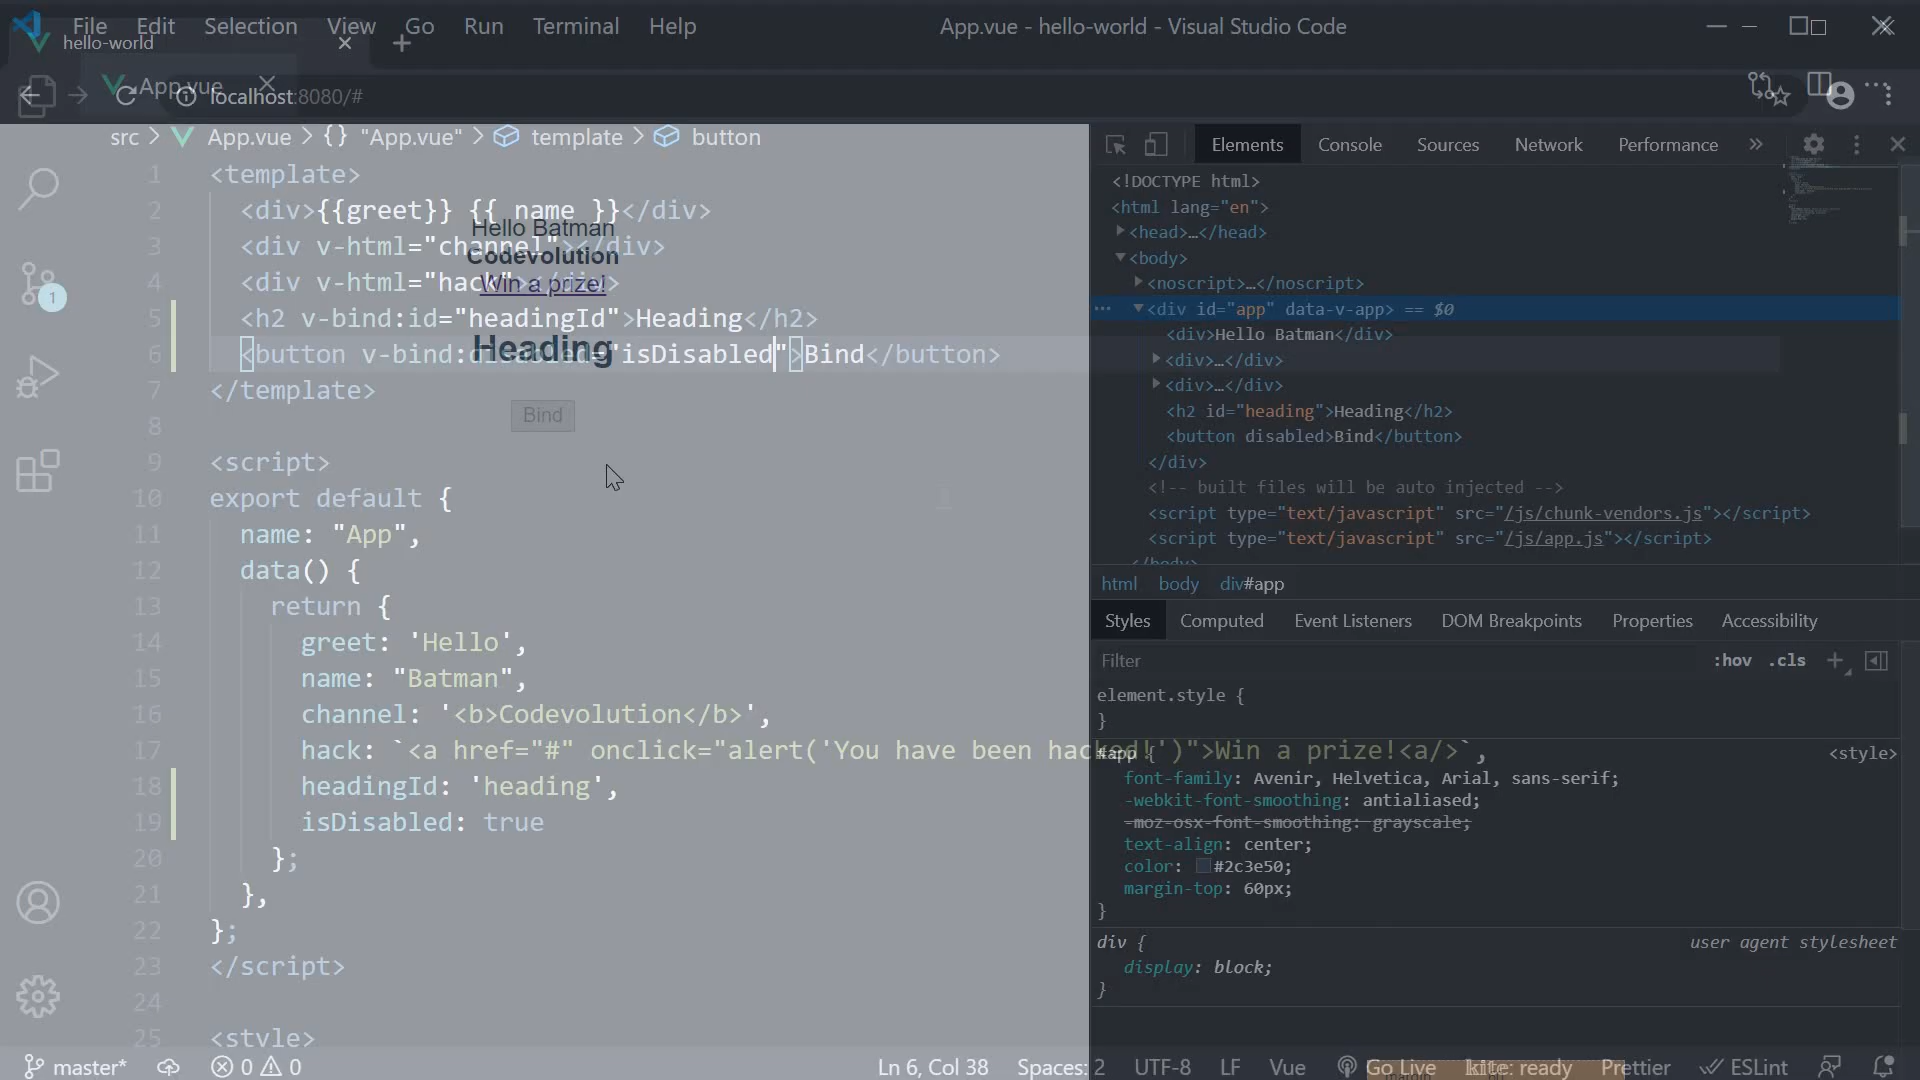 File Edit Selection View Go Run Terminal Help
App.vue - hello-world - Visual Studio Code
hello-world
App.vue
localhost:8080/#
src > App.vue > {} "App.vue" > template > button
1 <template>
2 <div>{{greet}} {{ name }}</div>
3 <div v-html="channel"></div>
4 <div v-html="hack"></div>
5 <h2 v-bind:id="headingId">Heading</h2>
6 <button v-bind:disabled="isDisabled">Bind</button>
7 </template>
8
9 <script>
10 export default {
11 name: "App",
12 data() {
13 return {
14 greet: 'Hello',
15 name: "Batman",
16 channel: '<b>Codevolution</b>',
17 hack: `<a href="#" onclick="alert('You have been hacked!')">Win a prize!<a/>`,
18 headingId: 'heading',
19 isDisabled: true
20 };
21 },
22 };
23 </script>
24
25 <style>
Hello Batman
Codevolution
Win a prize!
Heading
Bind
1
Elements Console Sources Network Performance »
<!DOCTYPE html>
<html lang="en">
<head>…</head>
<body>
<noscript>…</noscript>
<div id="app" data-v-app> == $0
<div>Hello Batman</div>
<div>…</div>
<div>…</div>
<h2 id="heading">Heading</h2>
<button disabled>Bind</button>
</div>
<!-- built files will be auto injected -->
<script type="text/javascript" src="/js/chunk-vendors.js"></script>
<script type="text/javascript" src="/js/app.js"></script>
</body>
html body div#app
Styles Computed Event Listeners DOM Breakpoints Properties Accessibility
Filter :hov .cls +
element.style {
}
#app { <style>
font-family: Avenir, Helvetica, Arial, sans-serif;
-webkit-font-smoothing: antialiased;
-moz-osx-font-smoothing: grayscale;
text-align: center;
color: #2c3e50;
margin-top: 60px;
}
div { user agent stylesheet
display: block;
}
master* 0 0 Ln 6, Col 38 Spaces: 2 UTF-8 LF Vue Go Live kite: ready Prettier ESLint